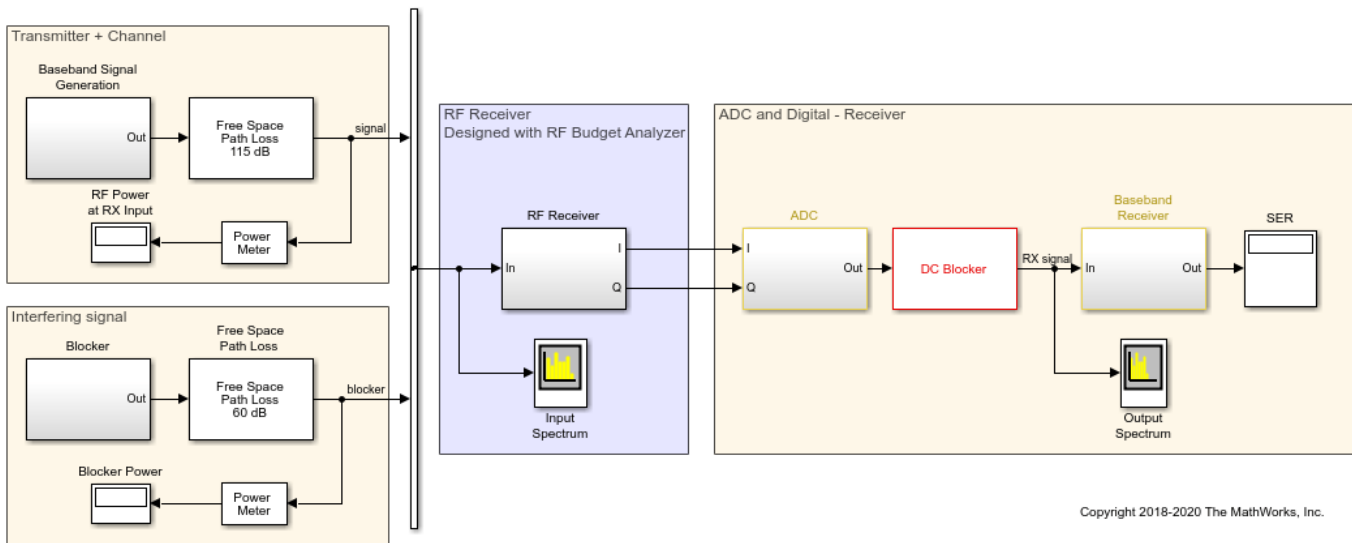 Transmitter + Channel
Baseband Signal
Generation
Out
Free Space
Path Loss
115 dB
signal
RF Power
at RX Input
Power
Meter
Interfering signal
Blocker
Out
Free Space
Path Loss
Free Space
Path Loss
60 dB
blocker
Blocker Power
Power
Meter
RF Receiver
Designed with RF Budget Analyzer
RF Receiver
In
I
Q
Input
Spectrum
ADC and Digital - Receiver
ADC
I
Q
Out
DC Blocker
RX signal
Baseband
Receiver
In
Out
SER
Output
Spectrum
Copyright 2018-2020 The MathWorks, Inc.